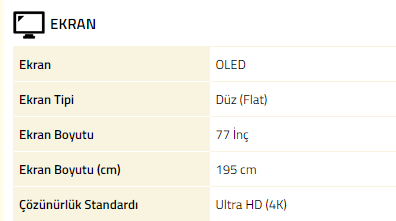 EKRAN
Ekran OLED
Ekran Tipi Düz (Flat)
Ekran Boyutu 77 İnç
Ekran Boyutu (cm) 195 cm
Çözünürlük Standardı Ultra HD (4K)